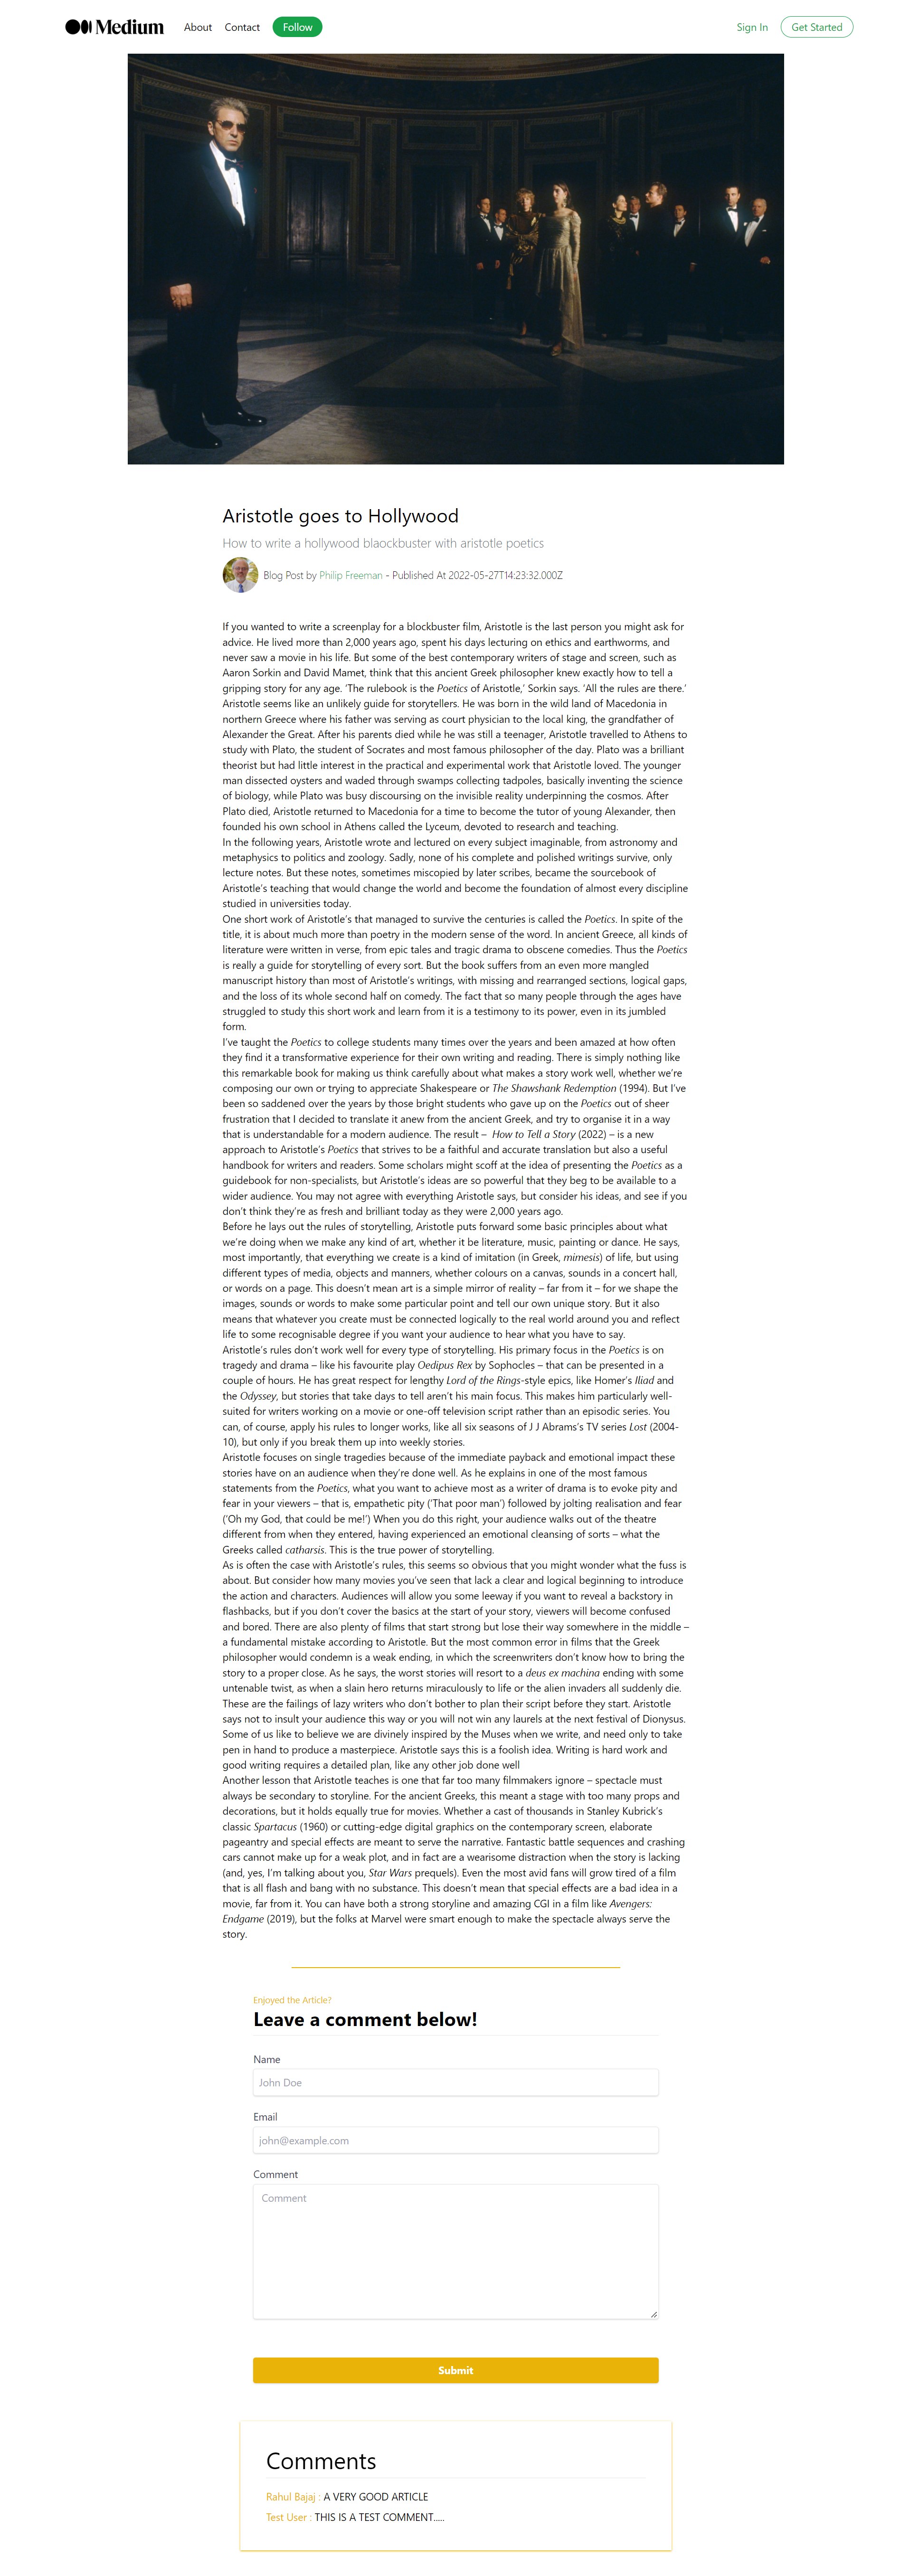 Medium
About
Contact
Follow
Sign In
Get Started
Aristotle goes to Hollywood
How to write a hollywood blaockbuster with aristotle poetics
Blog Post by Philip Freeman - Published At 2022-05-27T14:23:32.000Z
If you wanted to write a screenplay for a blockbuster film, Aristotle is the last person you might ask for
advice. He lived more than 2,000 years ago, spent his days lecturing on ethics and earthworms, and
never saw a movie in his life. But some of the best contemporary writers of stage and screen, such as
Aaron Sorkin and David Mamet, think that this ancient Greek philosopher knew exactly how to tell a
gripping story for any age. ‘The rulebook is the Poetics of Aristotle,’ Sorkin says. ‘All the rules are there.’
Aristotle seems like an unlikely guide for storytellers. He was born in the wild land of Macedonia in
northern Greece where his father was serving as court physician to the local king, the grandfather of
Alexander the Great. After his parents died while he was still a teenager, Aristotle travelled to Athens to
study with Plato, the student of Socrates and most famous philosopher of the day. Plato was a brilliant
theorist but had little interest in the practical and experimental work that Aristotle loved. The younger
man dissected oysters and waded through swamps collecting tadpoles, basically inventing the science
of biology, while Plato was busy discoursing on the invisible reality underpinning the cosmos. After
Plato died, Aristotle returned to Macedonia for a time to become the tutor of young Alexander, then
founded his own school in Athens called the Lyceum, devoted to research and teaching.
In the following years, Aristotle wrote and lectured on every subject imaginable, from astronomy and
metaphysics to politics and zoology. Sadly, none of his complete and polished writings survive, only
lecture notes. But these notes, sometimes miscopied by later scribes, became the sourcebook of
Aristotle’s teaching that would change the world and become the foundation of almost every discipline
studied in universities today.
One short work of Aristotle’s that managed to survive the centuries is called the Poetics. In spite of the
title, it is about much more than poetry in the modern sense of the word. In ancient Greece, all kinds of
literature were written in verse, from epic tales and tragic drama to obscene comedies. Thus the Poetics
is really a guide for storytelling of every sort. But the book suffers from an even more mangled
manuscript history than most of Aristotle’s writings, with missing and rearranged sections, logical gaps,
and the loss of its whole second half on comedy. The fact that so many people through the ages have
struggled to study this short work and learn from it is a testimony to its power, even in its jumbled
form.
I’ve taught the Poetics to college students many times over the years and been amazed at how often
they find it a transformative experience for their own writing and reading. There is simply nothing like
this remarkable book for making us think carefully about what makes a story work well, whether we’re
composing our own or trying to appreciate Shakespeare or The Shawshank Redemption (1994). But I’ve
been so saddened over the years by those bright students who gave up on the Poetics out of sheer
frustration that I decided to translate it anew from the ancient Greek, and try to organise it in a way
that is understandable for a modern audience. The result – How to Tell a Story (2022) – is a new
approach to Aristotle’s Poetics that strives to be a faithful and accurate translation but also a useful
handbook for writers and readers. Some scholars might scoff at the idea of presenting the Poetics as a
guidebook for non-specialists, but Aristotle’s ideas are so powerful that they beg to be available to a
wider audience. You may not agree with everything Aristotle says, but consider his ideas, and see if you
don’t think they’re as fresh and brilliant today as they were 2,000 years ago.
Before he lays out the rules of storytelling, Aristotle puts forward some basic principles about what
we’re doing when we make any kind of art, whether it be literature, music, painting or dance. He says,
most importantly, that everything we create is a kind of imitation (in Greek, mimesis) of life, but using
different types of media, objects and manners, whether colours on a canvas, sounds in a concert hall,
or words on a page. This doesn’t mean art is a simple mirror of reality – far from it – for we shape the
images, sounds or words to make some particular point and tell our own unique story. But it also
means that whatever you create must be connected logically to the real world around you and reflect
life to some recognisable degree if you want your audience to hear what you have to say.
Aristotle’s rules don’t work well for every type of storytelling. His primary focus in the Poetics is on
tragedy and drama – like his favourite play Oedipus Rex by Sophocles – that can be presented in a
couple of hours. He has great respect for lengthy Lord of the Rings-style epics, like Homer’s Iliad and
the Odyssey, but stories that take days to tell aren’t his main focus. This makes him particularly well-
suited for writers working on a movie or one-off television script rather than an episodic series. You
can, of course, apply his rules to longer works, like all six seasons of J J Abrams’s TV series Lost (2004-
10), but only if you break them up into weekly stories.
Aristotle focuses on single tragedies because of the immediate payback and emotional impact these
stories have on an audience when they’re done well. As he explains in one of the most famous
statements from the Poetics, what you want to achieve most as a writer of drama is to evoke pity and
fear in your viewers – that is, empathetic pity (‘That poor man’) followed by jolting realisation and fear
(‘Oh my God, that could be me!’) When you do this right, your audience walks out of the theatre
different from when they entered, having experienced an emotional cleansing of sorts – what the
Greeks called catharsis. This is the true power of storytelling.
As is often the case with Aristotle’s rules, this seems so obvious that you might wonder what the fuss is
about. But consider how many movies you’ve seen that lack a clear and logical beginning to introduce
the action and characters. Audiences will allow you some leeway if you want to reveal a backstory in
flashbacks, but if you don’t cover the basics at the start of your story, viewers will become confused
and bored. There are also plenty of films that start strong but lose their way somewhere in the middle –
a fundamental mistake according to Aristotle. But the most common error in films that the Greek
philosopher would condemn is a weak ending, in which the screenwriters don’t know how to bring the
story to a proper close. As he says, the worst stories will resort to a deus ex machina ending with some
untenable twist, as when a slain hero returns miraculously to life or the alien invaders all suddenly die.
These are the failings of lazy writers who don’t bother to plan their script before they start. Aristotle
says not to insult your audience this way or you will not win any laurels at the next festival of Dionysus.
Some of us like to believe we are divinely inspired by the Muses when we write, and need only to take
pen in hand to produce a masterpiece. Aristotle says this is a foolish idea. Writing is hard work and
good writing requires a detailed plan, like any other job done well
Another lesson that Aristotle teaches is one that far too many filmmakers ignore – spectacle must
always be secondary to storyline. For the ancient Greeks, this meant a stage with too many props and
decorations, but it holds equally true for movies. Whether a cast of thousands in Stanley Kubrick’s
classic Spartacus (1960) or cutting-edge digital graphics on the contemporary screen, elaborate
pageantry and special effects are meant to serve the narrative. Fantastic battle sequences and crashing
cars cannot make up for a weak plot, and in fact are a wearisome distraction when the story is lacking
(and, yes, I’m talking about you, Star Wars prequels). Even the most avid fans will grow tired of a film
that is all flash and bang with no substance. This doesn’t mean that special effects are a bad idea in a
movie, far from it. You can have both a strong storyline and amazing CGI in a film like Avengers:
Endgame (2019), but the folks at Marvel were smart enough to make the spectacle always serve the
story.
Enjoyed the Article?
Leave a comment below!
Name
John Doe
Email
john@example.com
Comment
Comment
Submit
Comments
Rahul Bajaj : A VERY GOOD ARTICLE
Test User : THIS IS A TEST COMMENT.....